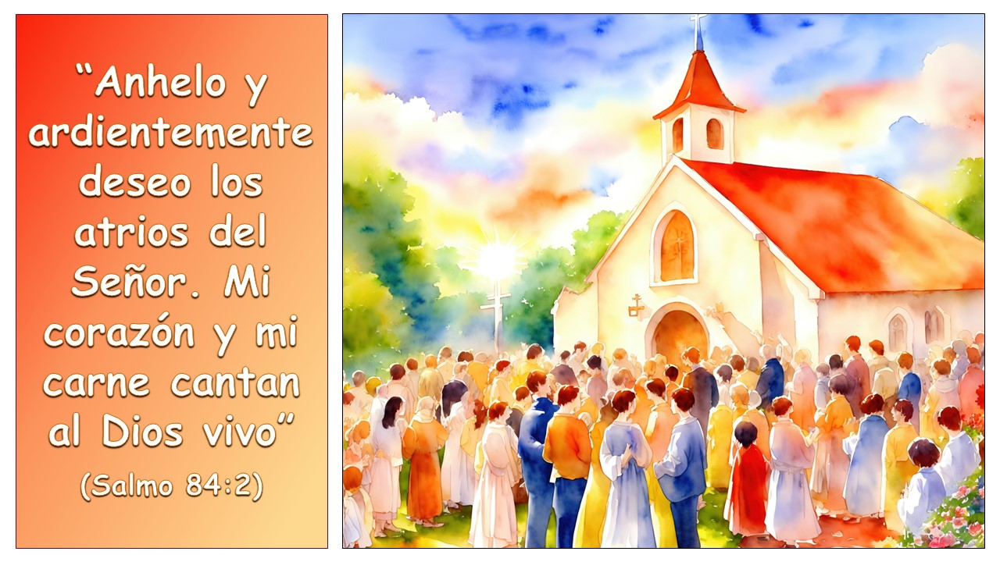 “Anhelo y
ardientemente
deseo los
atrios del
Señor. Mi
corazón y mi
carne cantan
al Dios vivo”
(Salmo 84:2)